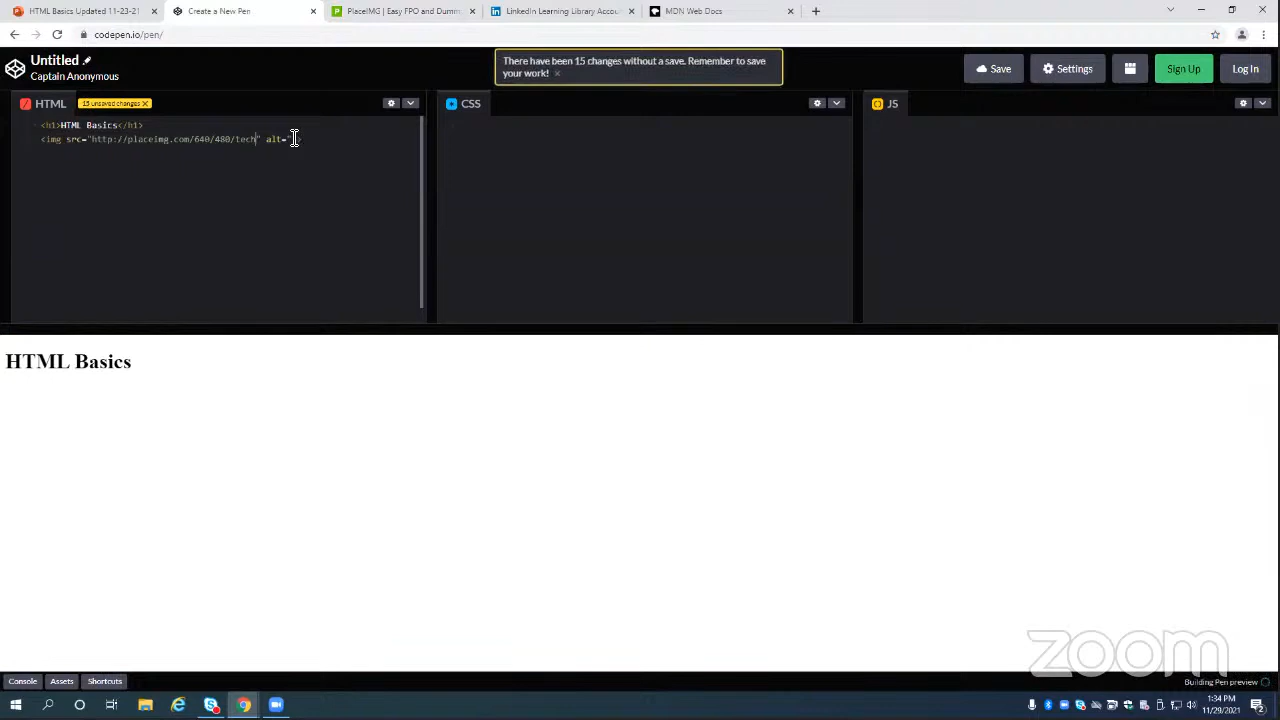 HTML Basics Updated 11-23-21
Create a New Pen
PlaceIMG | Easy FPO and Dumm
LinkedIn Learning Library Accou
MDN Web Docs
codepen.io/pen/
Untitled
Captain Anonymous
There have been 15 changes without a save. Remember to save
your work! ×
Save
Settings
Sign Up
Log In
HTML
15 unsaved changes X
CSS
JS
<h1>HTML Basics</h1>
<img src="http://placeimg.com/640/480/tech" alt="
HTML Basics
zoom
Console
Assets
Shortcuts
Building Pen preview
1:34 PM
11/29/2021
2